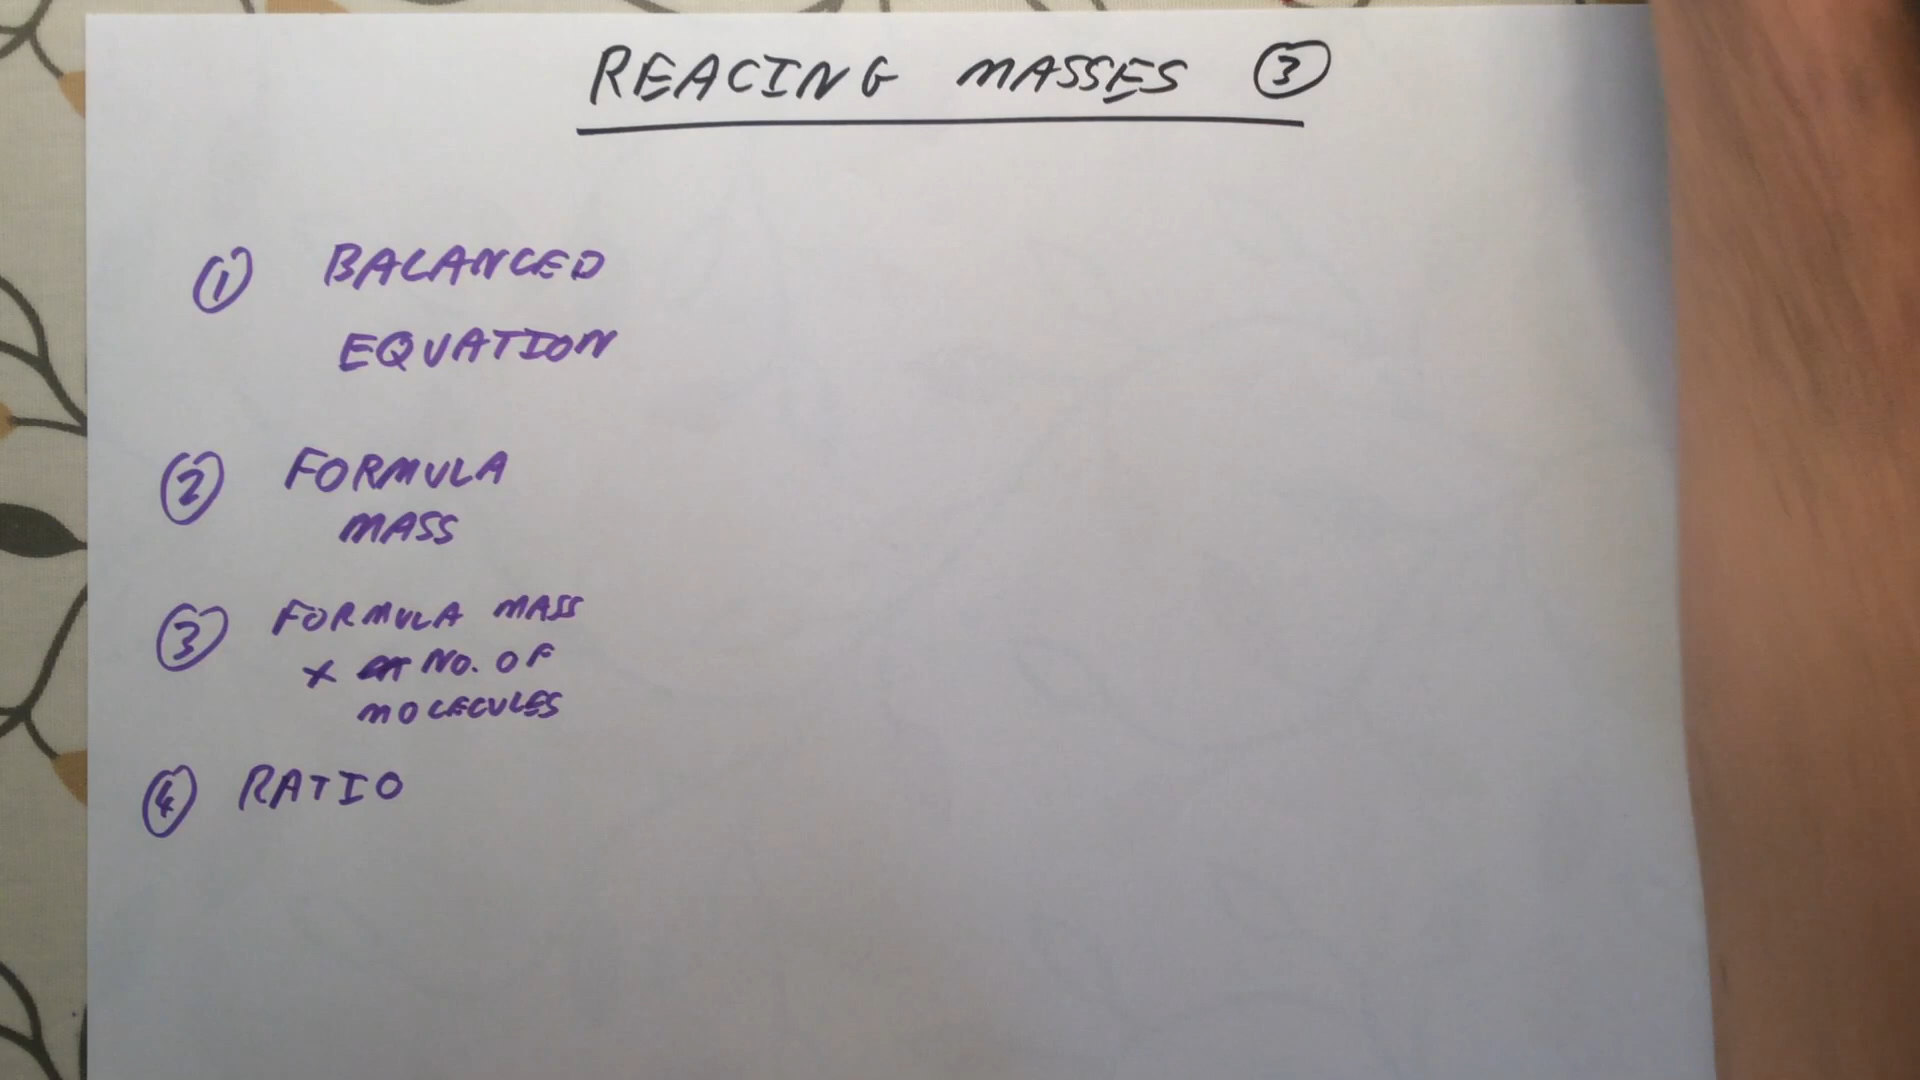 REACING MASSES ③
① BALANCED
EQUATION
② FORMULA
MASS
③ FORMULA MASS
x NO. OF
MOLECULES
④ RATIO